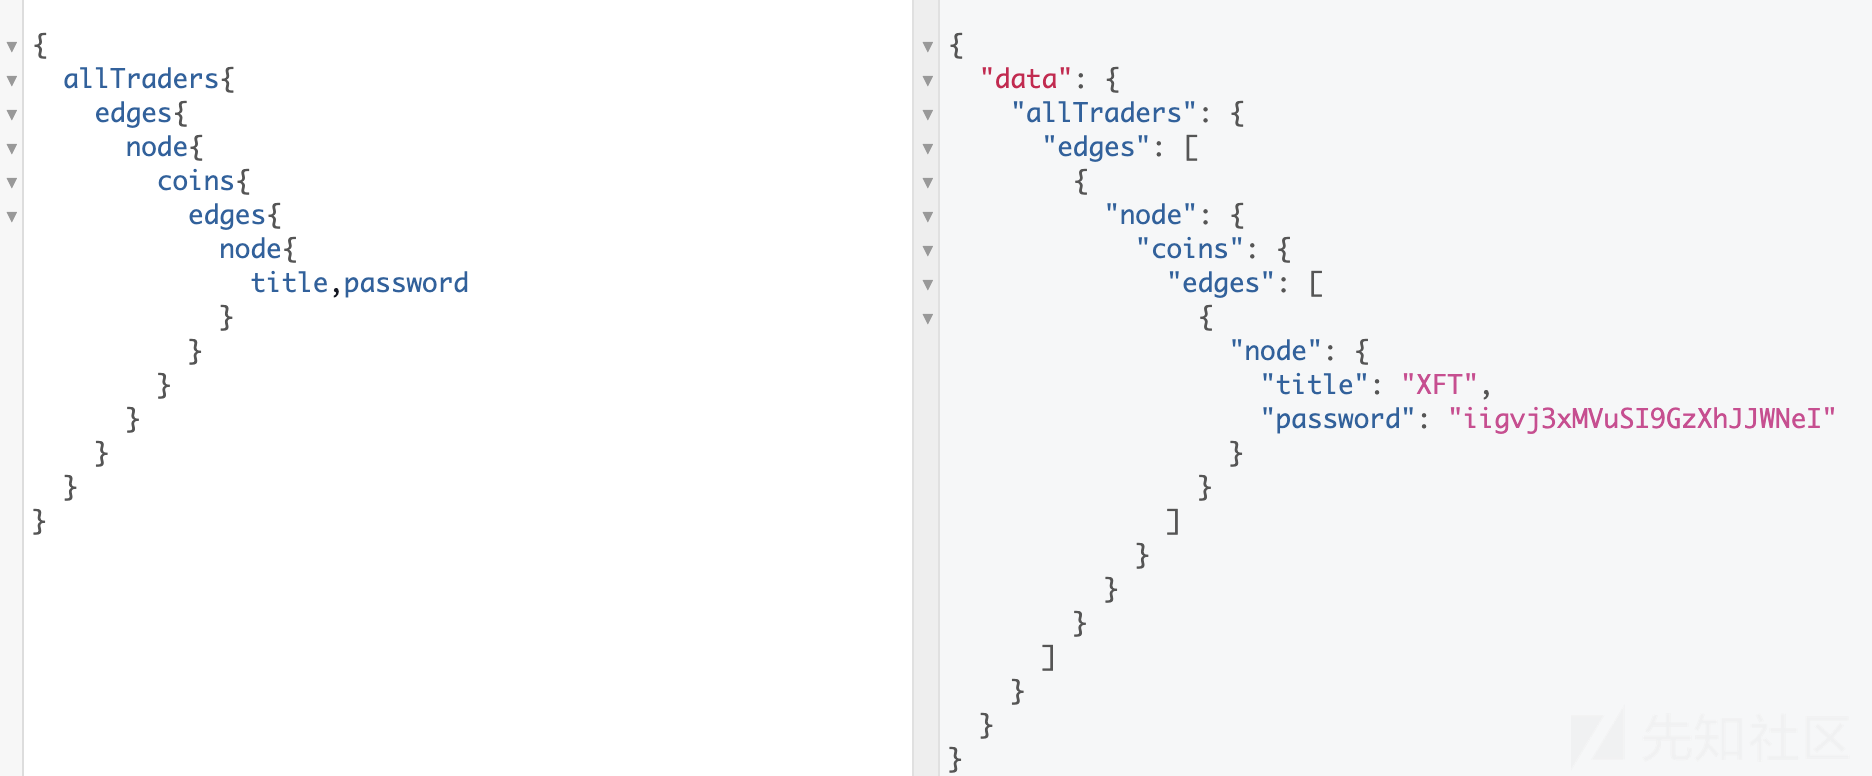 {
  allTraders{
    edges{
      node{
        coins{
          edges{
            node{
              title,password
            }
          }
        }
      }
    }
  }
}
{
  "data": {
    "allTraders": {
      "edges": [
        {
          "node": {
            "coins": {
              "edges": [
                {
                  "node": {
                    "title": "XFT",
                    "password": "iigvj3xMVuSI9GzXhJJWNeI"
                  }
                }
              ]
            }
          }
        }
      ]
    }
  }
}
先知社区